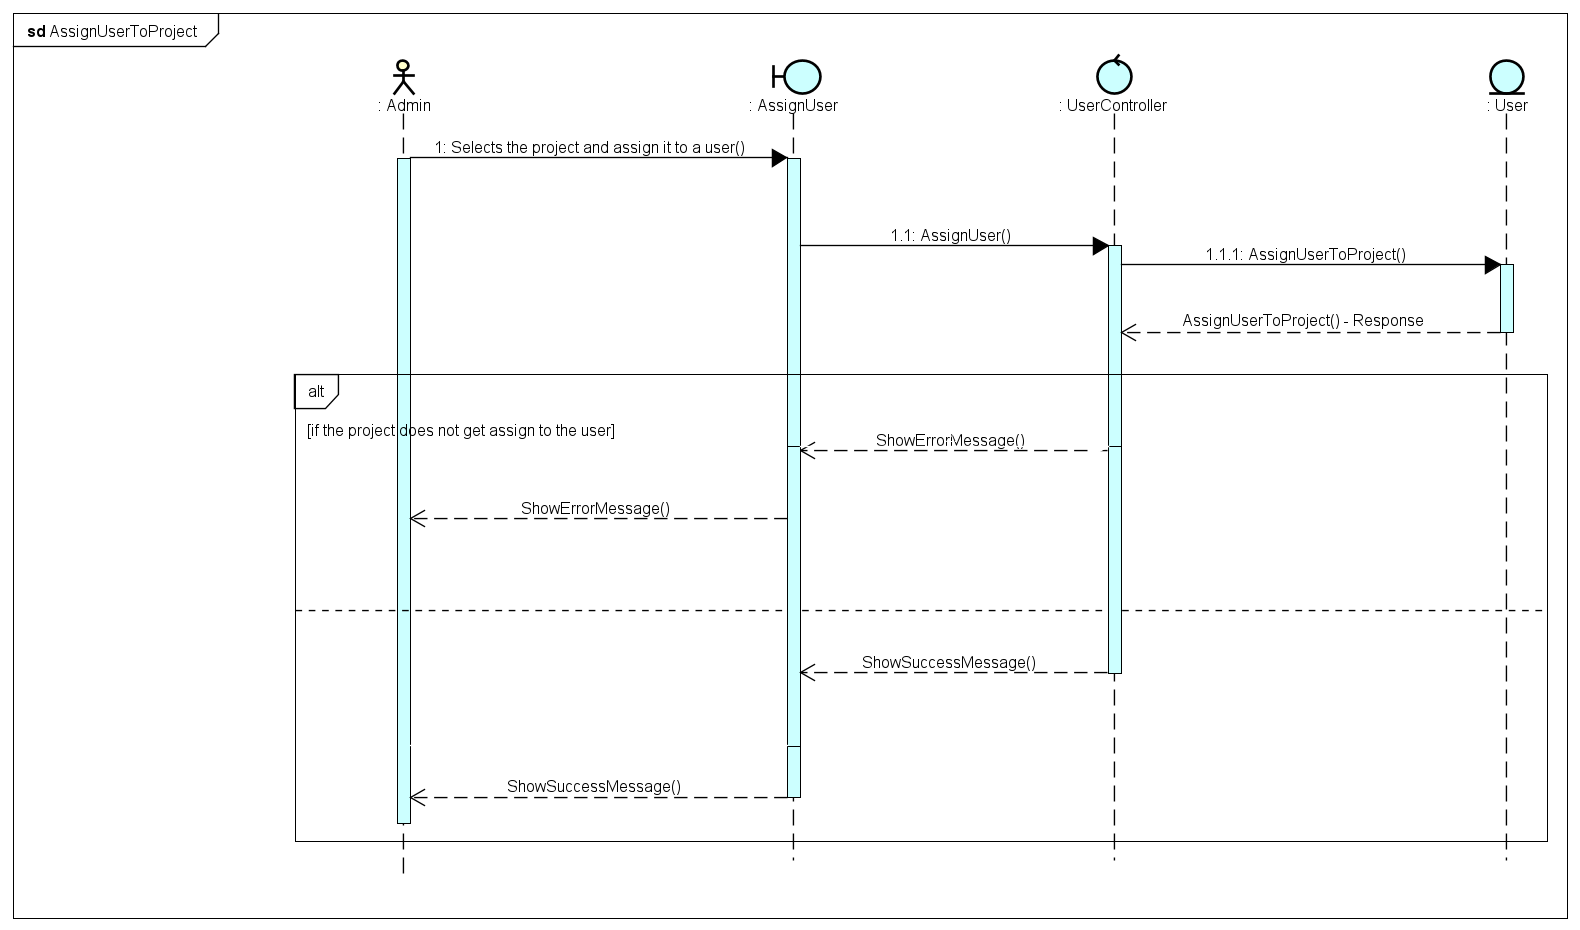 sd AssignUserToProject
: Admin
: AssignUser
: UserController
: User
1: Selects the project and assign it to a user()
1.1: AssignUser()
1.1.1: AssignUserToProject()
AssignUserToProject() - Response
alt
[if the project does not get assign to the user]
ShowErrorMessage()
ShowErrorMessage()
ShowSuccessMessage()
ShowSuccessMessage()